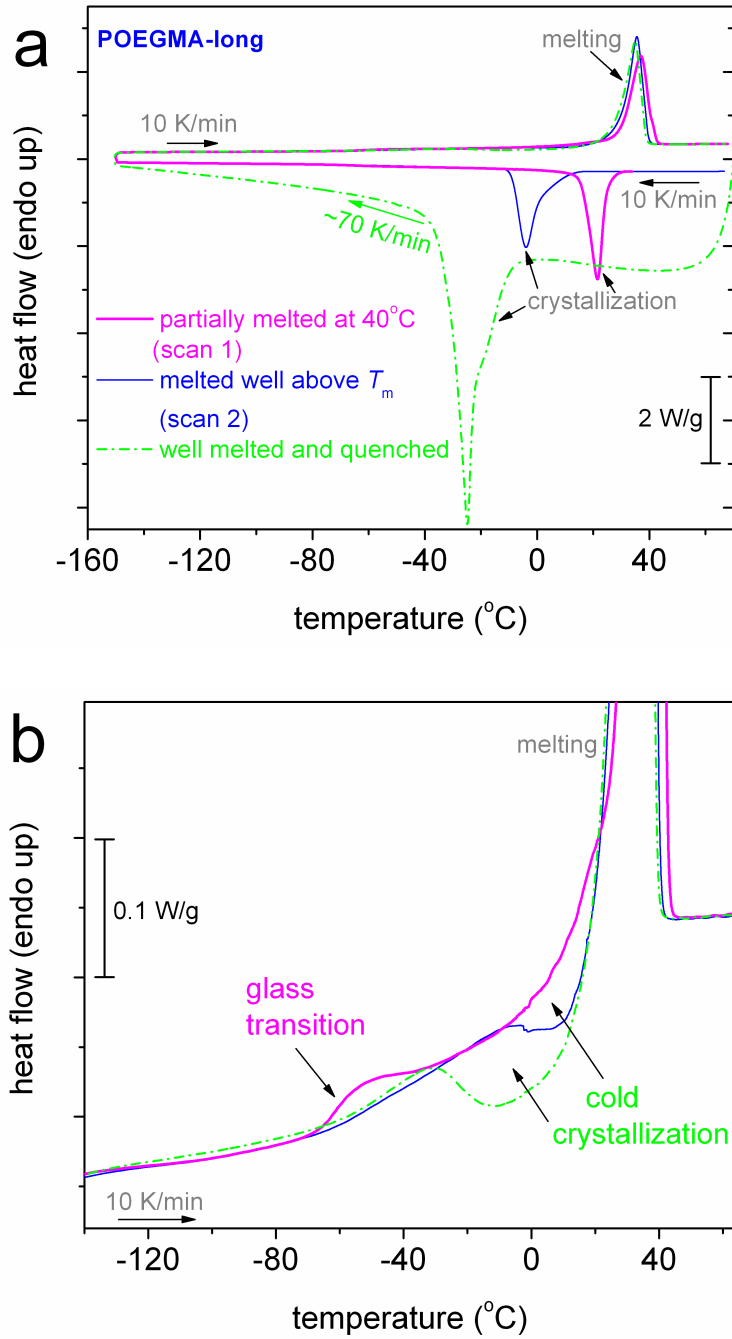 a
POEGMA-long
melting
10 K/min
10 K/min
~70 K/min
crystallization
partially melted at 40°C
(scan 1)
melted well above Tm
(scan 2)
well melted and quenched
2 W/g
heat flow (endo up)
-160 -120 -80 -40 0 40
temperature (°C)
b
melting
0.1 W/g
glass
transition
cold
crystallization
10 K/min
heat flow (endo up)
-120 -80 -40 0 40
temperature (°C)